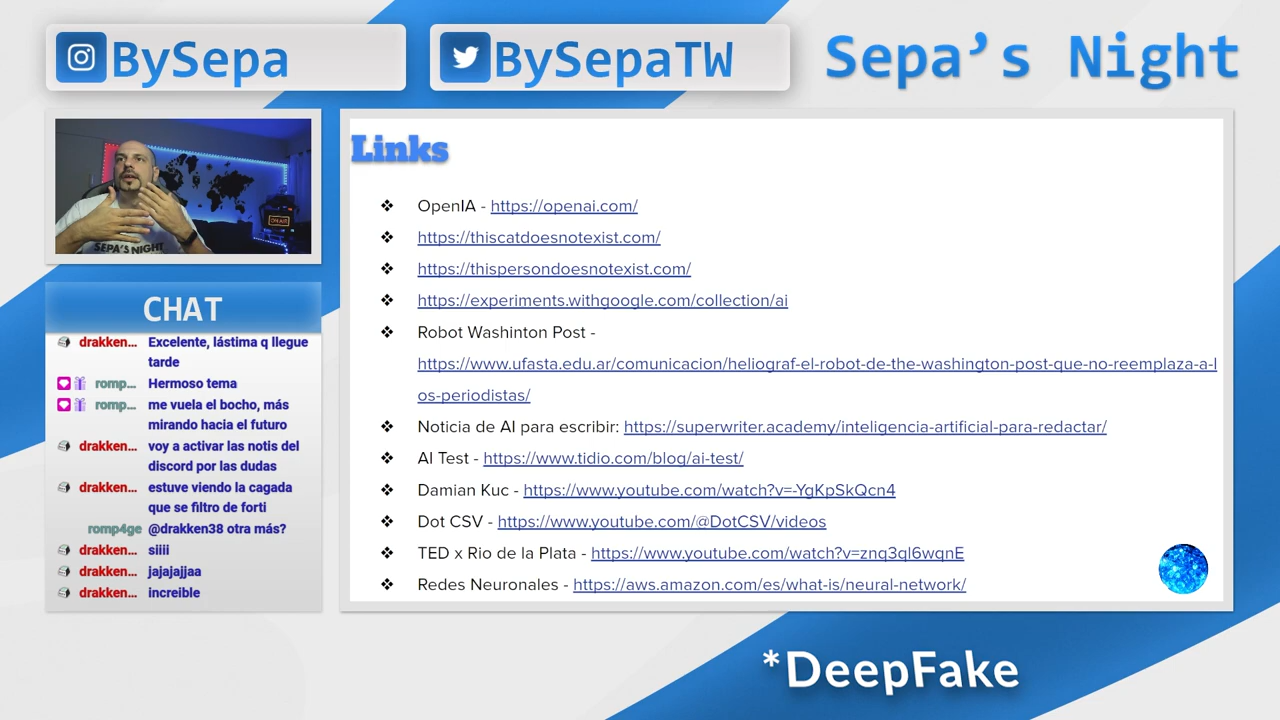 BySepa
BySepaTW
Sepa’s Night
SEPA'S NIGHT
ON AIR
CHAT
drakken... Excelente, lástima q llegue
tarde
romp... Hermoso tema
romp... me vuela el bocho, más
mirando hacia el futuro
drakken... voy a activar las notis del
discord por las dudas
drakken... estuve viendo la cagada
que se filtro de forti
romp4ge @drakken38 otra más?
drakken... siiii
drakken... jajajajjaa
drakken... increible
Links
❖ OpenIA - https://openai.com/
❖ https://thiscatdoesnotexist.com/
❖ https://thispersondoesnotexist.com/
❖ https://experiments.withgoogle.com/collection/ai
❖ Robot Washinton Post -
https://www.ufasta.edu.ar/comunicacion/heliograf-el-robot-de-the-washington-post-que-no-reemplaza-a-l
os-periodistas/
❖ Noticia de AI para escribir: https://superwriter.academy/inteligencia-artificial-para-redactar/
❖ AI Test - https://www.tidio.com/blog/ai-test/
❖ Damian Kuc - https://www.youtube.com/watch?v=-YgKpSkQcn4
❖ Dot CSV - https://www.youtube.com/@DotCSV/videos
❖ TED x Rio de la Plata - https://www.youtube.com/watch?v=znq3ql6wqnE
❖ Redes Neuronales - https://aws.amazon.com/es/what-is/neural-network/
*DeepFake